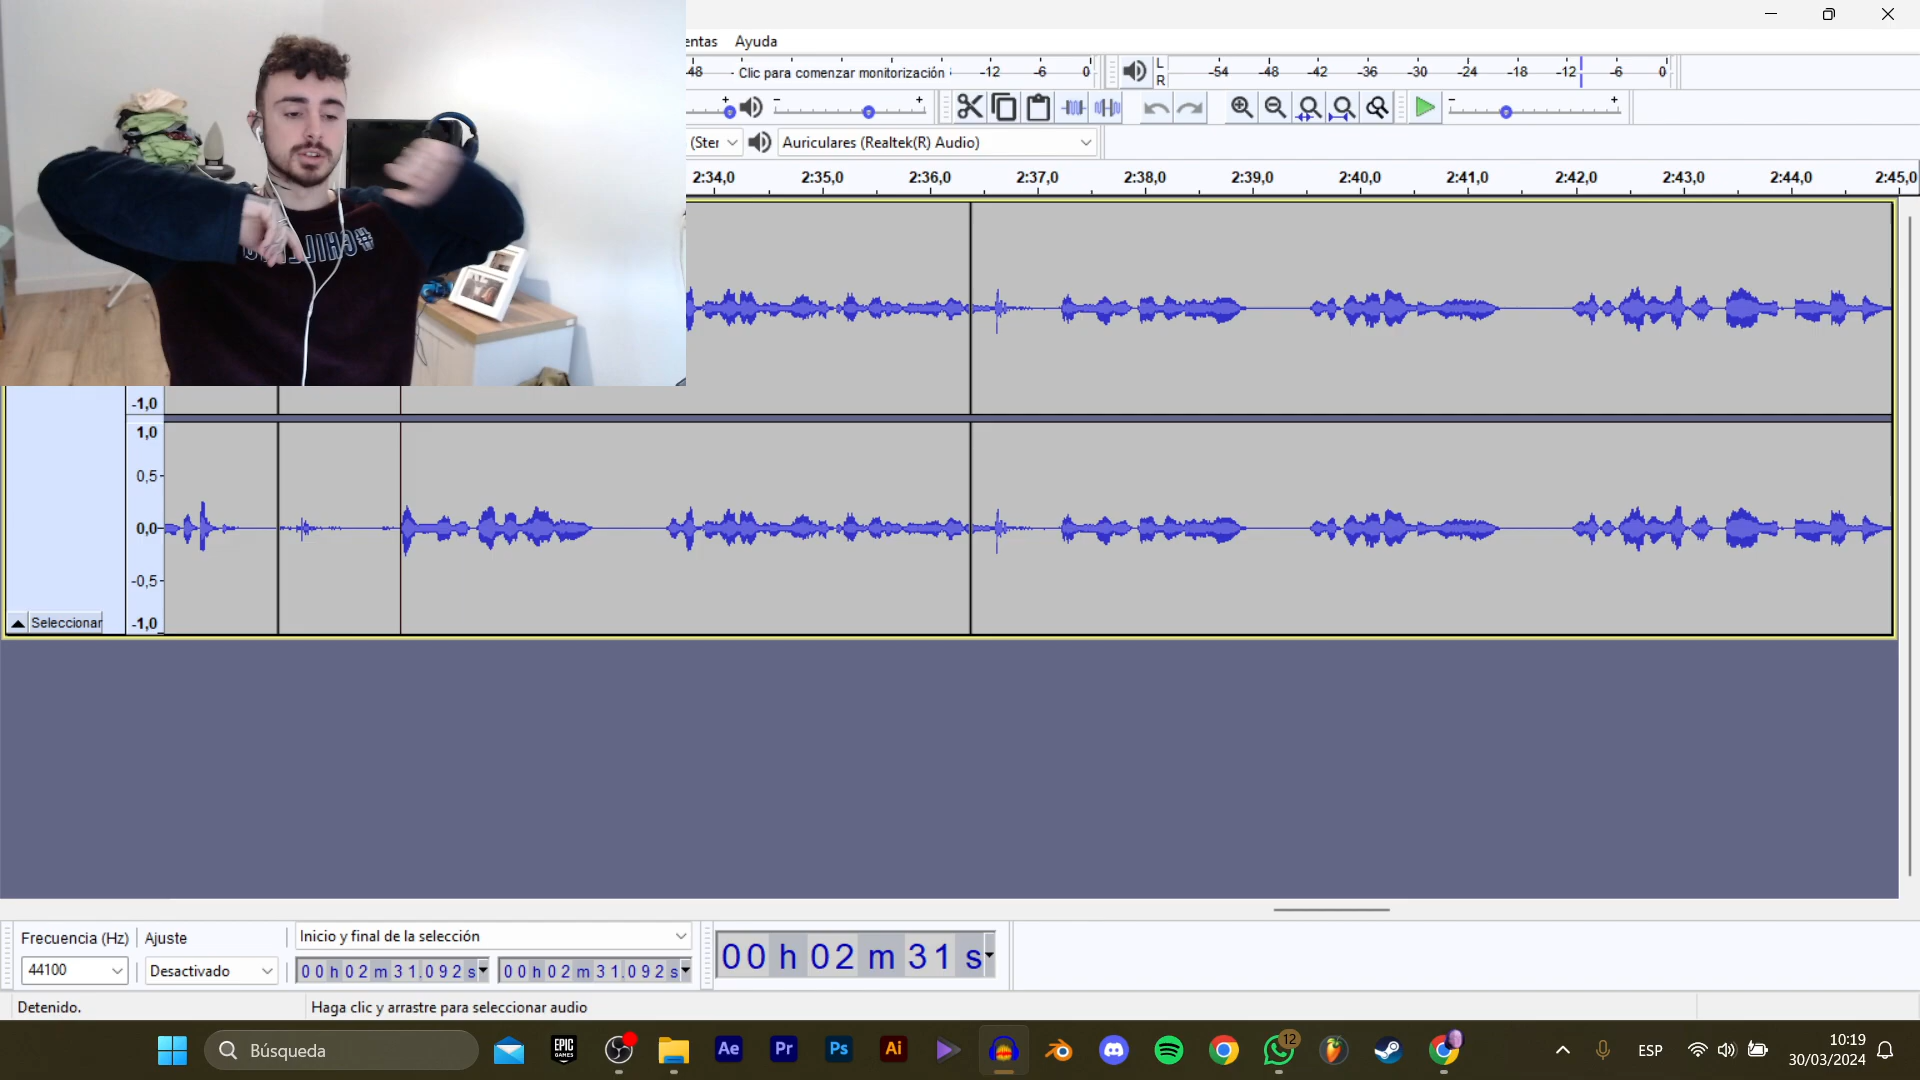 entas Ayuda
-48 - Clic para comenzar monitorización -12 -6 0
L
R
-54 -48 -42 -36 -30 -24 -18 -12 -6 0
- +
- +
- +
(Ster
Auriculares (Realtek(R) Audio)
2:34,0 2:35,0 2:36,0 2:37,0 2:38,0 2:39,0 2:40,0 2:41,0 2:42,0 2:43,0 2:44,0 2:45,0
-1,0
1,0
0,5
0,0
-0,5
-1,0
Seleccionar
Frecuencia (Hz) Ajuste
Inicio y final de la selección
44100
Desactivado
00 h 02 m 31.092 s
00 h 02 m 31.092 s
00 h 02 m 31 s
Detenido.
Haga clic y arrastre para seleccionar audio
Búsqueda
EPIC
GAMES
Ae
Pr
Ps
Ai
12
ESP
10:19
30/03/2024